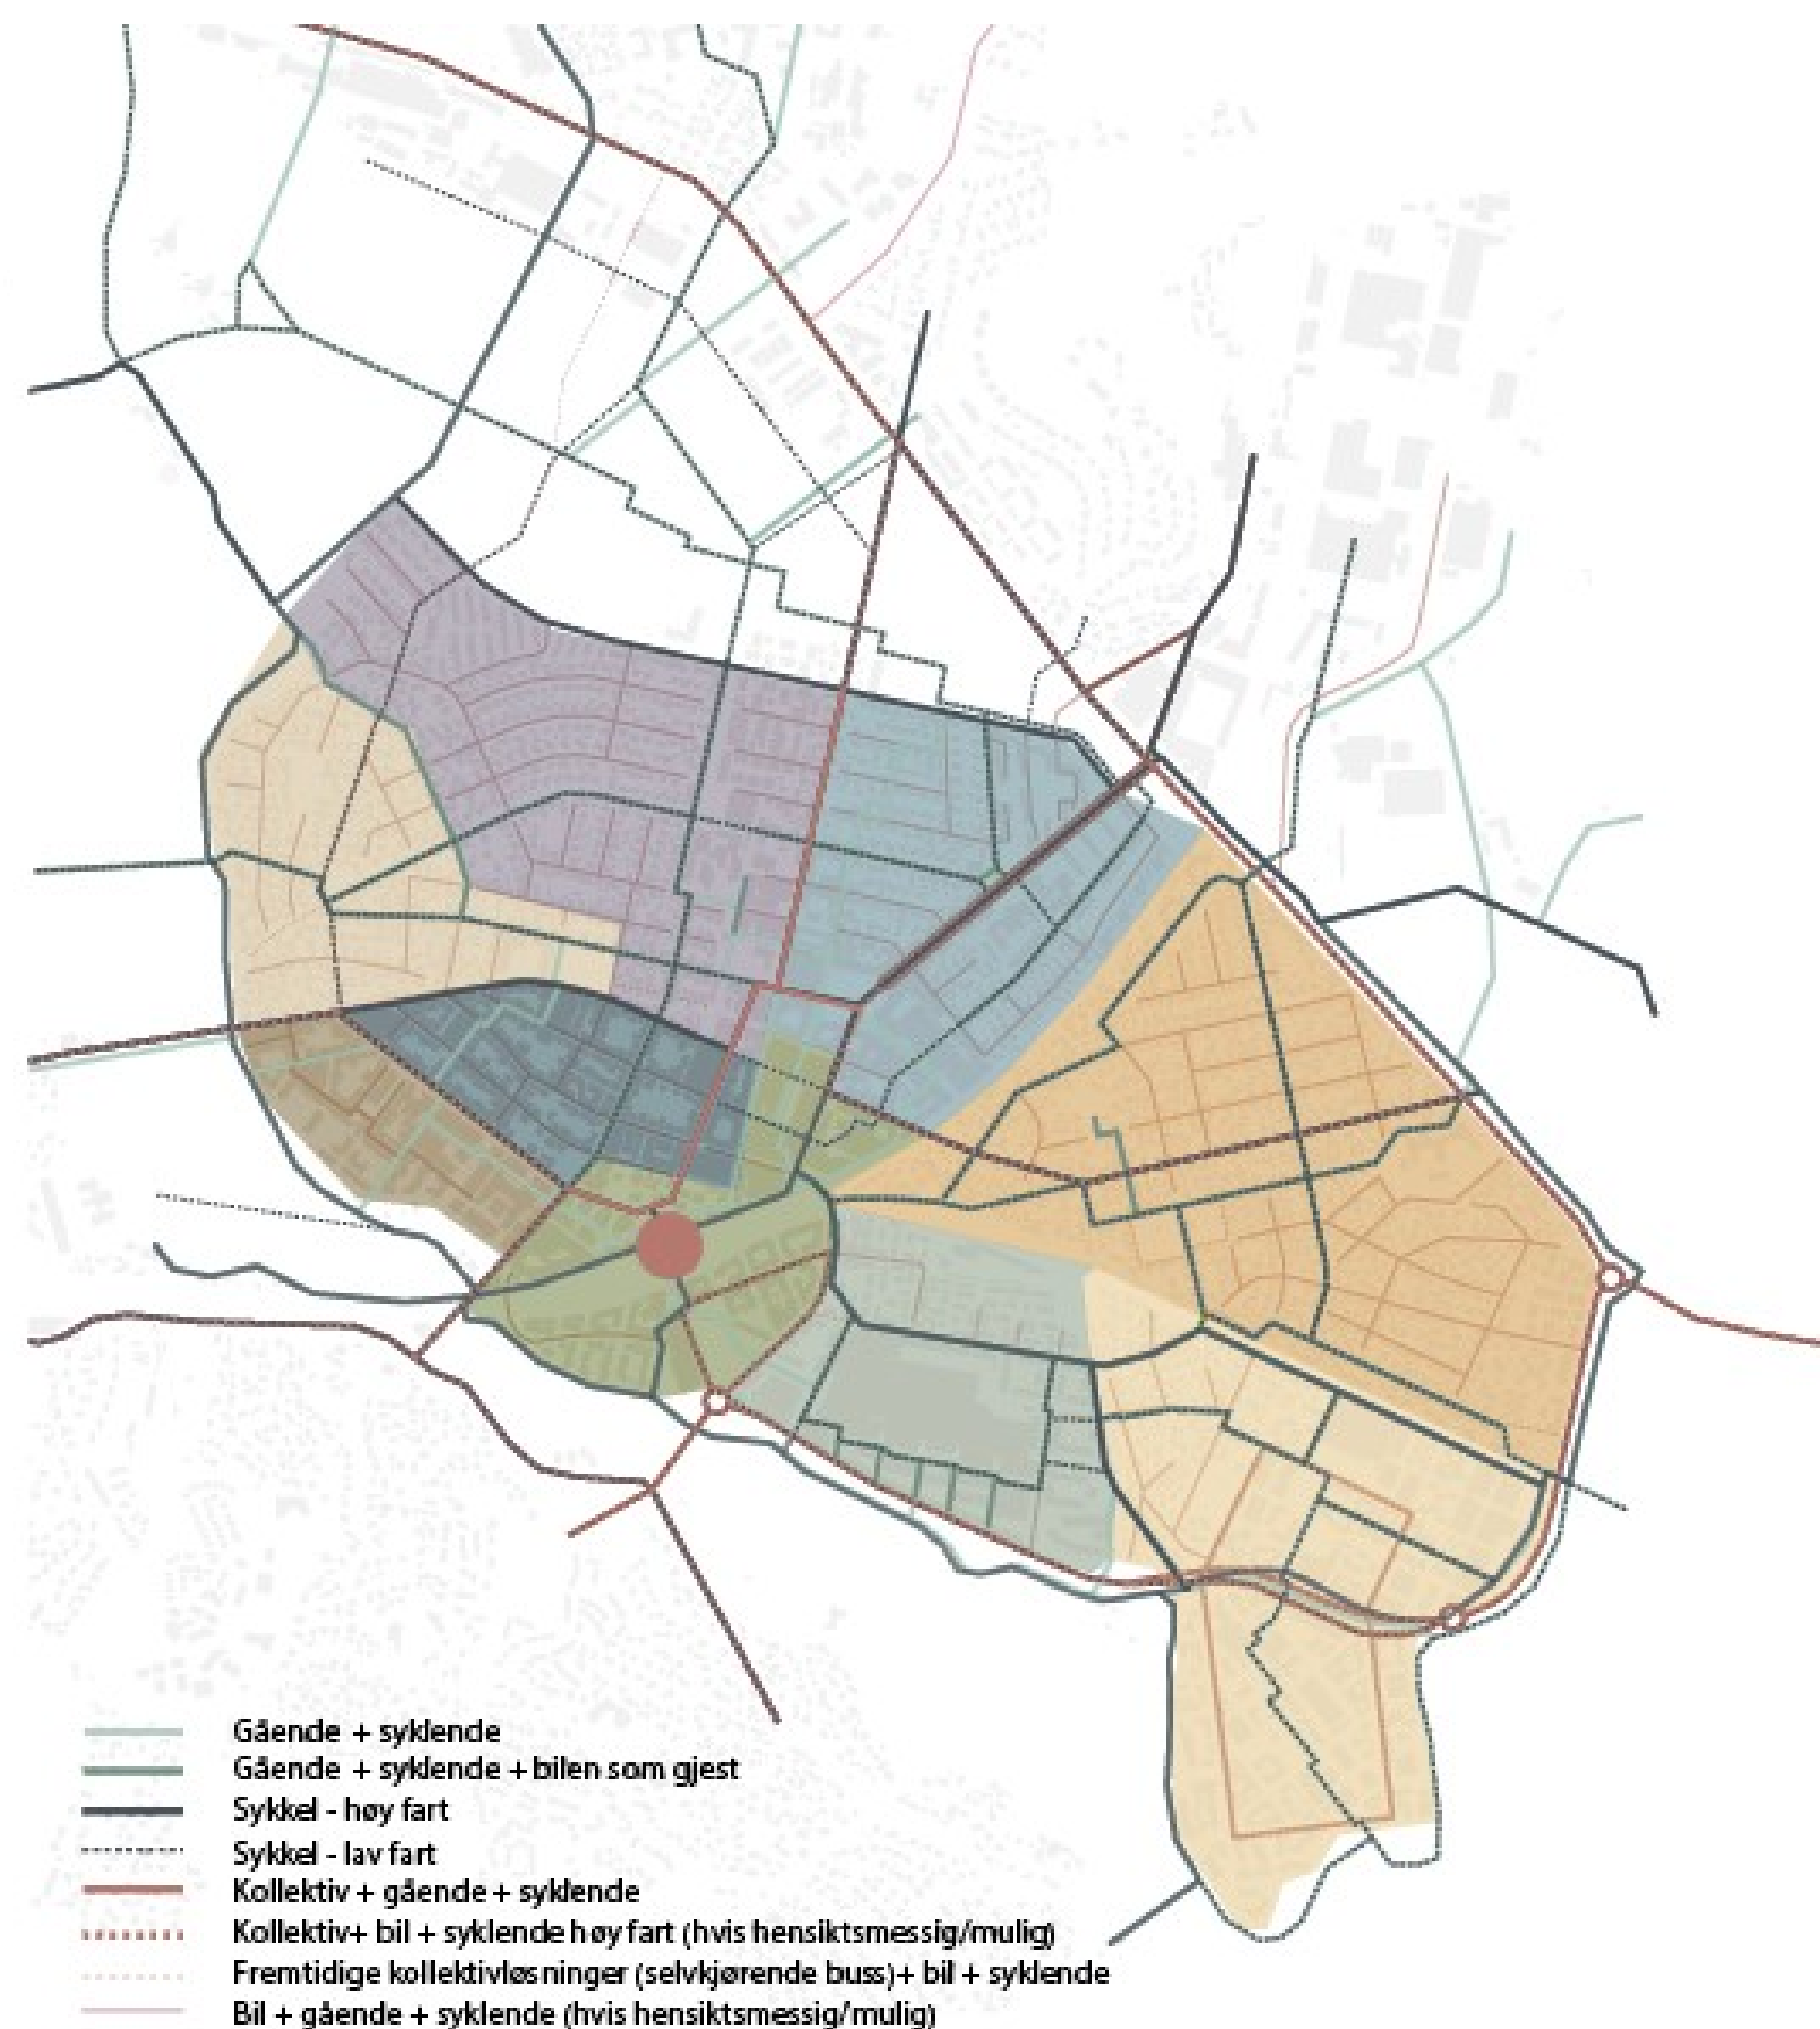 Gående + syklende
Gående + syklende + bilen som gjest
Sykkel - høy fart
Sykkel - lav fart
Kollektiv + gående + syklende
Kollektiv+ bil + syklende høy fart (hvis hensiktsmessig/mulig)
Fremtidige kollektivløsninger (selvkjørende buss)+ bil + syklende
Bil + gående + syklende (hvis hensiktsmessig/mulig)